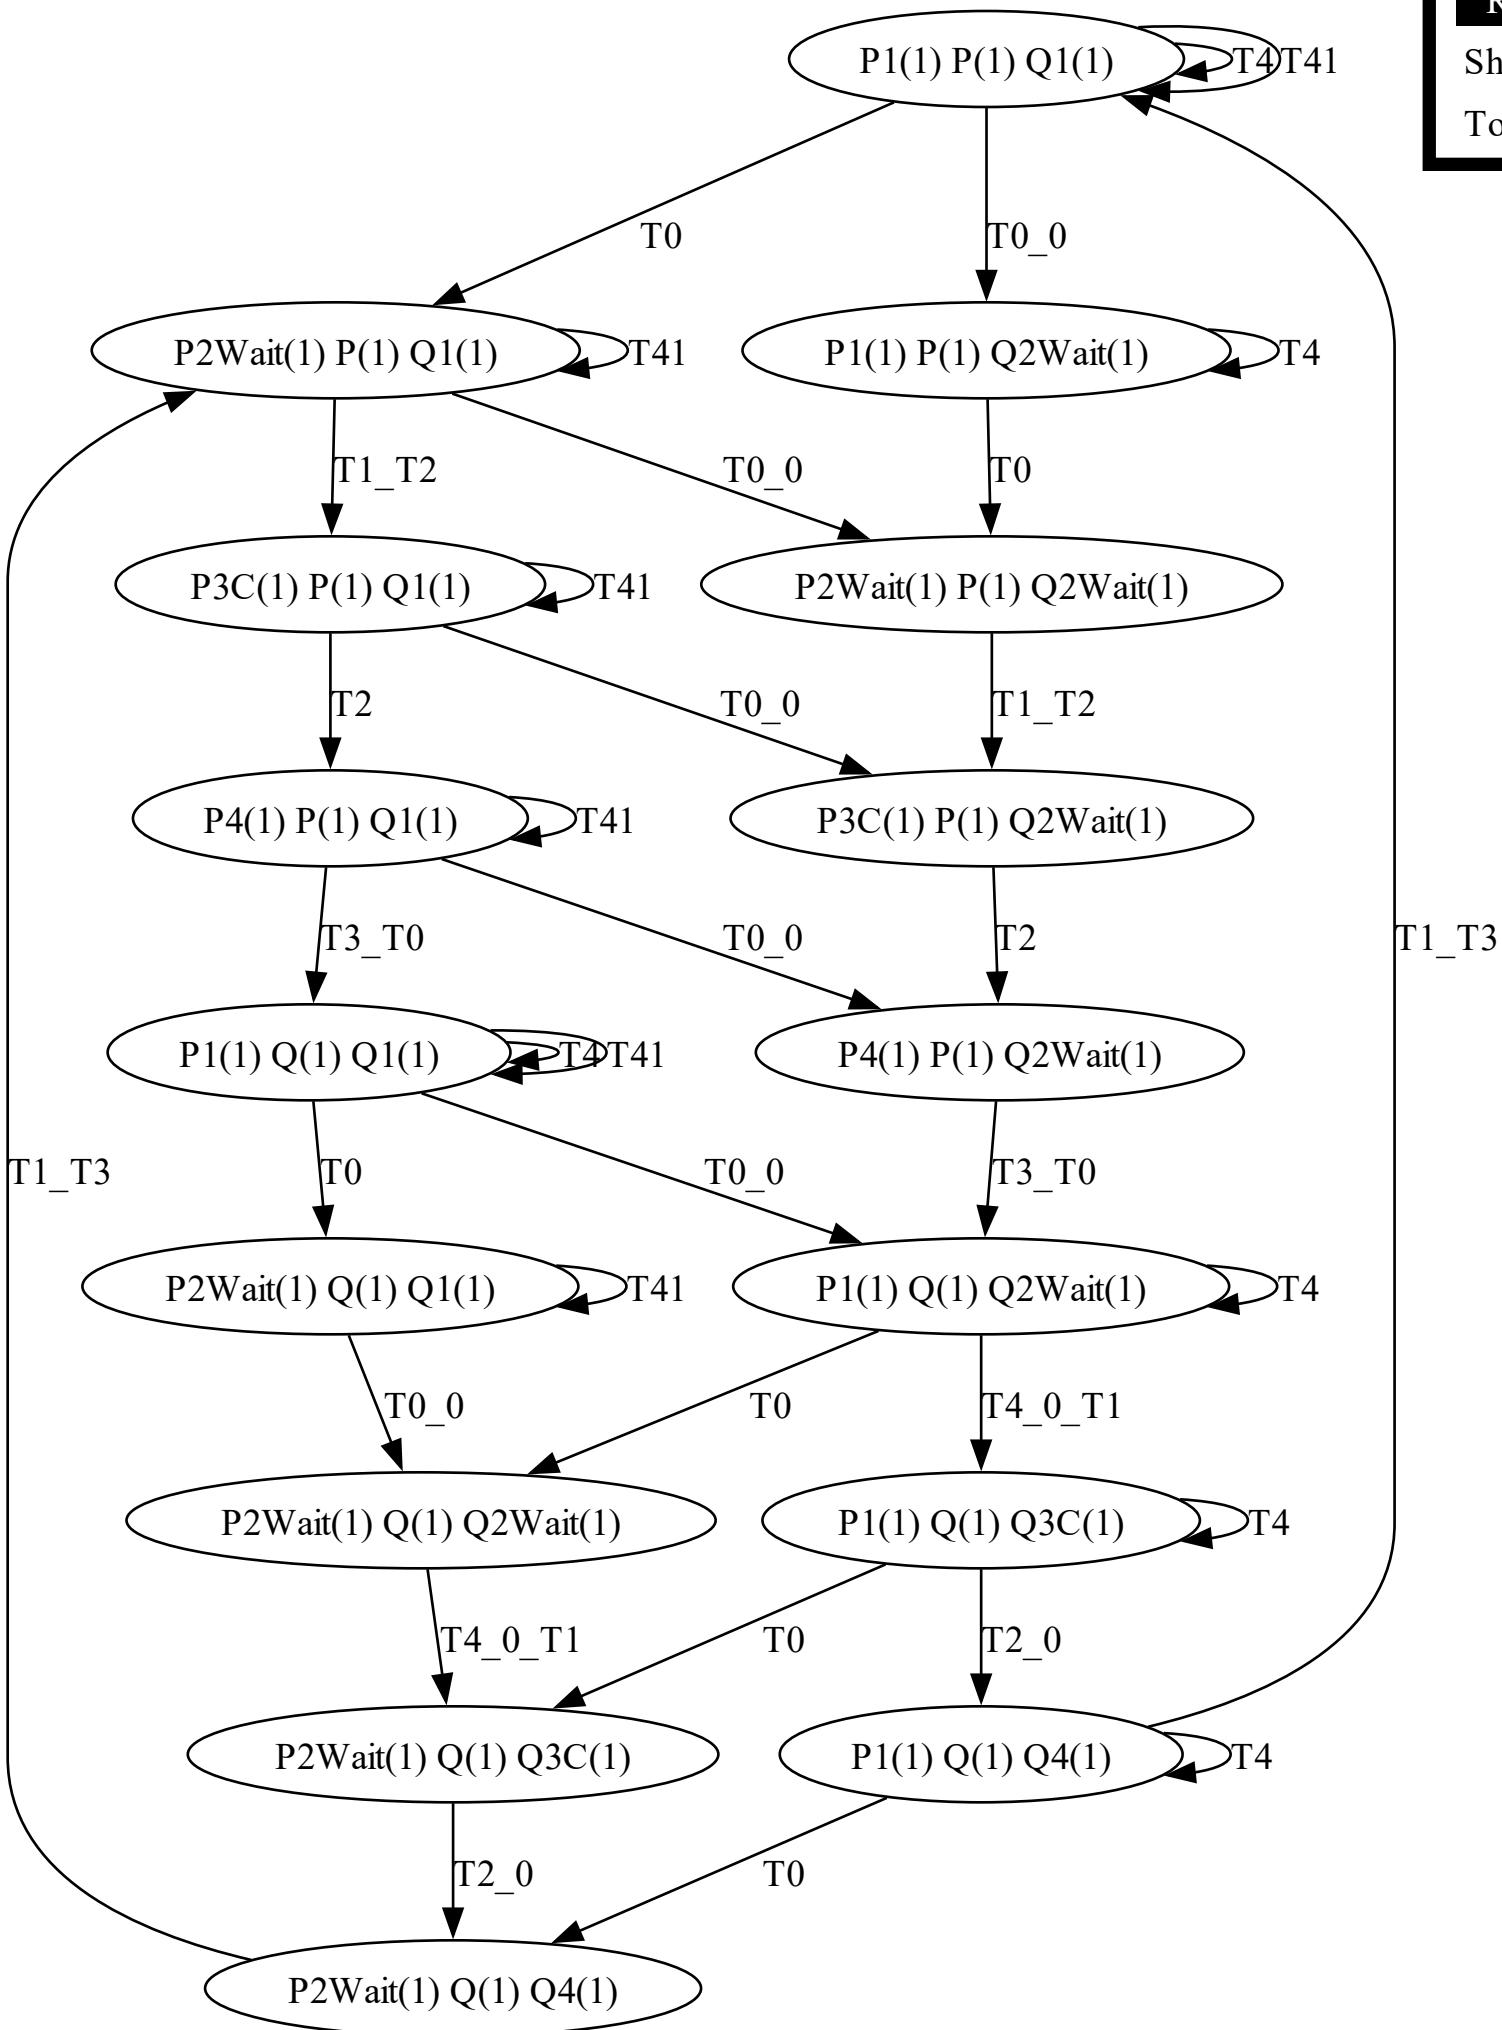 P1(1) P(1) Q1(1)
T4
T41
Sh
To
T0
T0_0
P2Wait(1) P(1) Q1(1)
T41
P1(1) P(1) Q2Wait(1)
T4
T1_T2
T0_0
T0
P3C(1) P(1) Q1(1)
T41
P2Wait(1) P(1) Q2Wait(1)
T2
T0_0
T1_T2
P4(1) P(1) Q1(1)
T41
P3C(1) P(1) Q2Wait(1)
T3_T0
T0_0
T2
T1_T3
P1(1) Q(1) Q1(1)
T4
T41
P4(1) P(1) Q2Wait(1)
T1_T3
T0
T0_0
T3_T0
P2Wait(1) Q(1) Q1(1)
T41
P1(1) Q(1) Q2Wait(1)
T4
T0_0
T0
T4_0_T1
P2Wait(1) Q(1) Q2Wait(1)
P1(1) Q(1) Q3C(1)
T4
T4_0_T1
T0
T2_0
P2Wait(1) Q(1) Q3C(1)
P1(1) Q(1) Q4(1)
T4
T2_0
T0
P2Wait(1) Q(1) Q4(1)